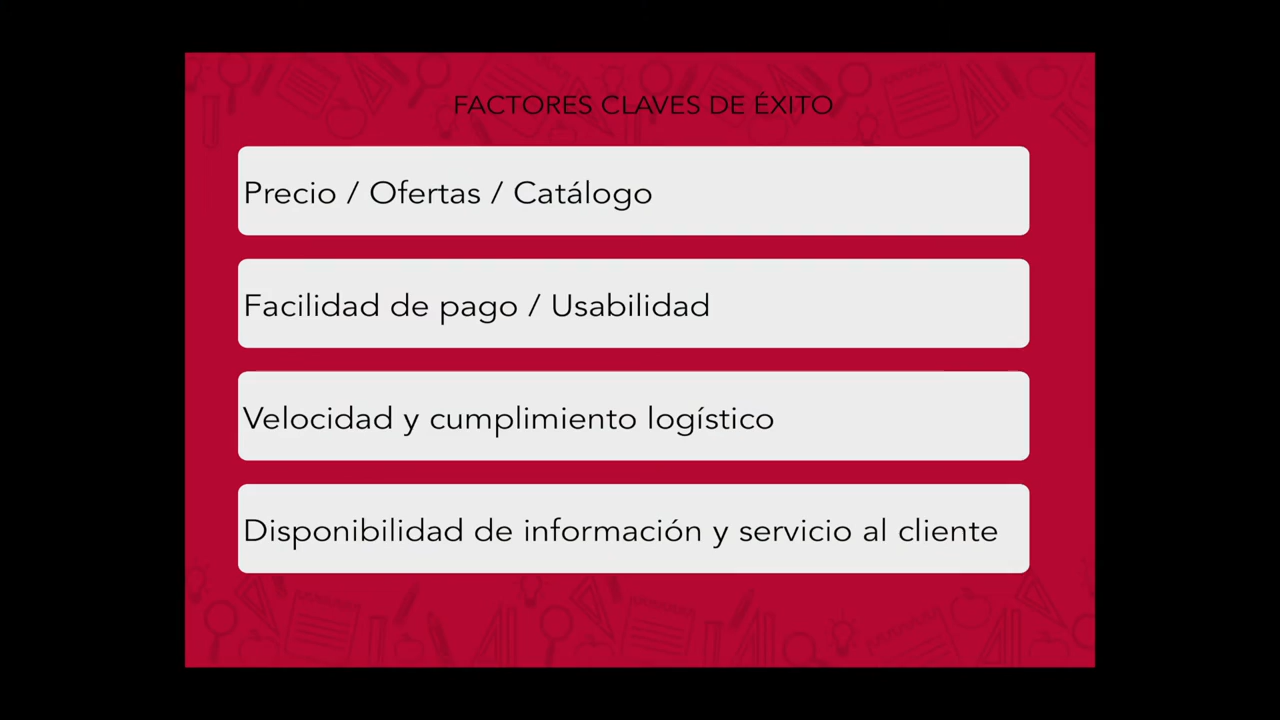 FACTORES CLAVES DE ÉXITO
Precio / Ofertas / Catálogo
Facilidad de pago / Usabilidad
Velocidad y cumplimiento logístico
Disponibilidad de información y servicio al cliente